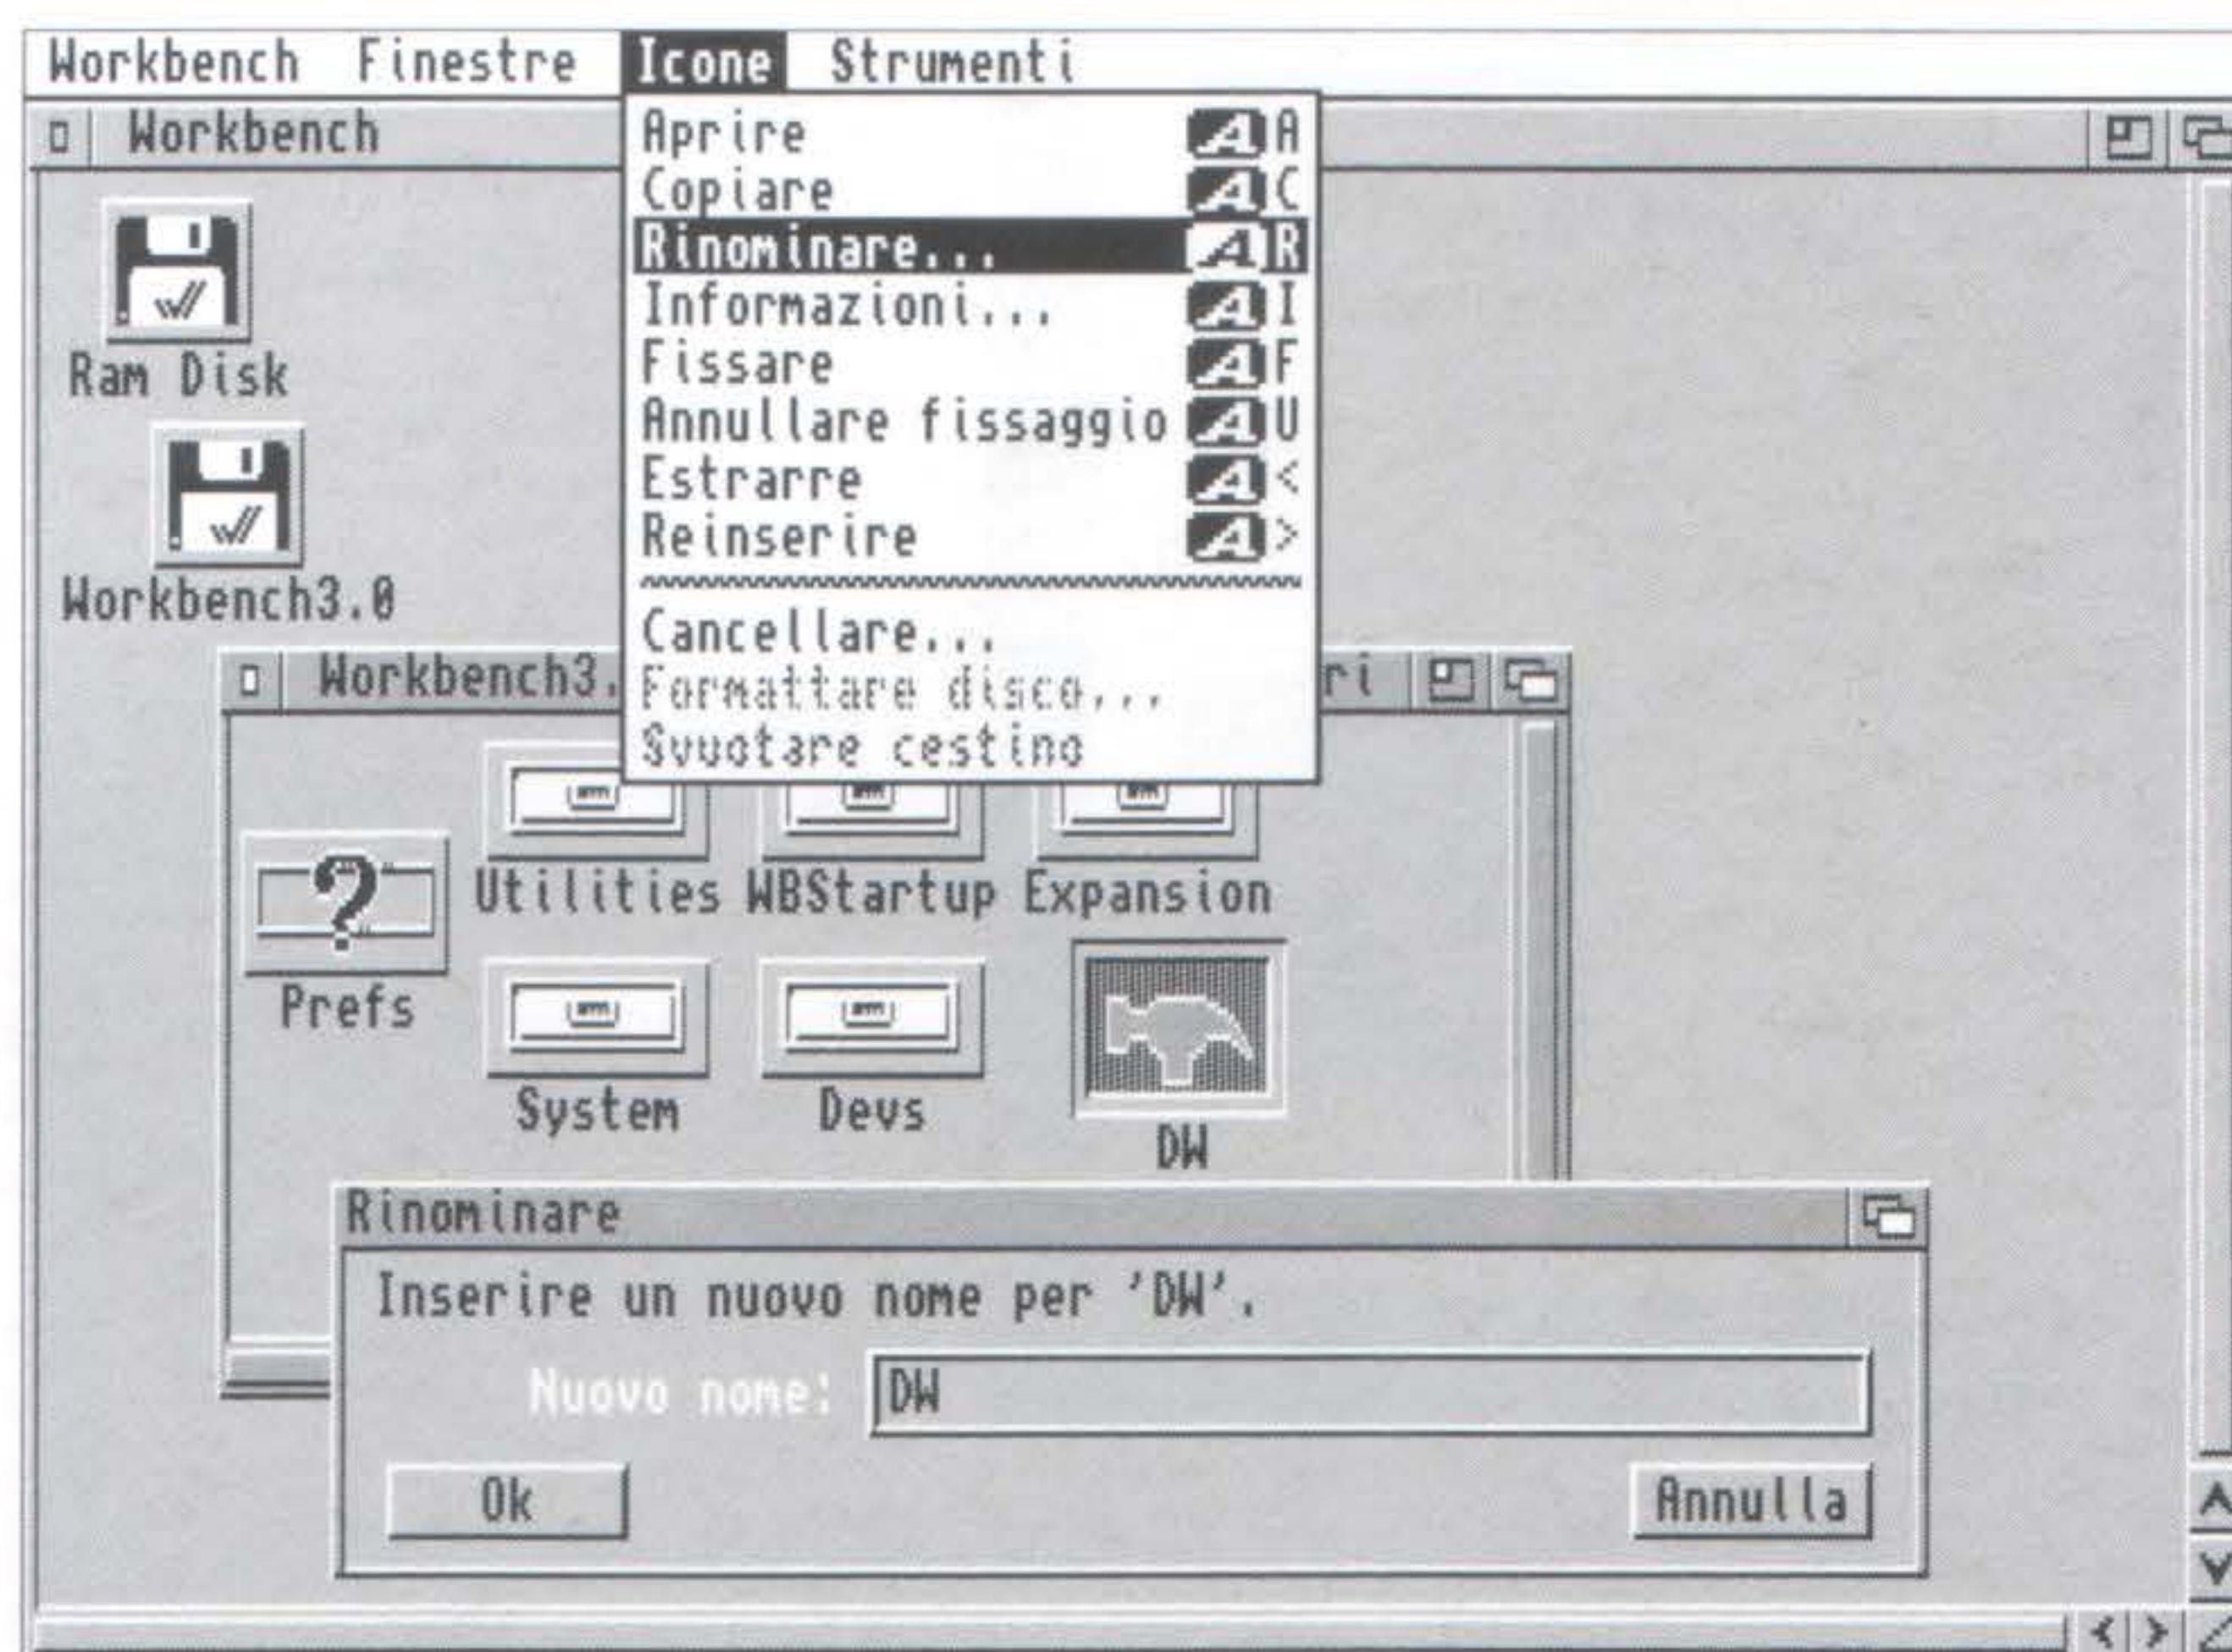 Workbench Finestre Icone Strumenti
Workbench
Aprire A A
Copiare A C
Rinominare... A R
Informazioni... A I
Fissare A F
Annullare fissaggio A U
Estrarre A <
Reinserire A >
Cancellare...
Formattare disco...
Svuotare cestino
Ram Disk
Workbench3.0
Workbench3.
Utilities WBStartup Expansion
Prefs
System Devs
DW
Rinominare
Inserire un nuovo nome per 'DW'.
Nuovo nome: DW
Ok Annulla